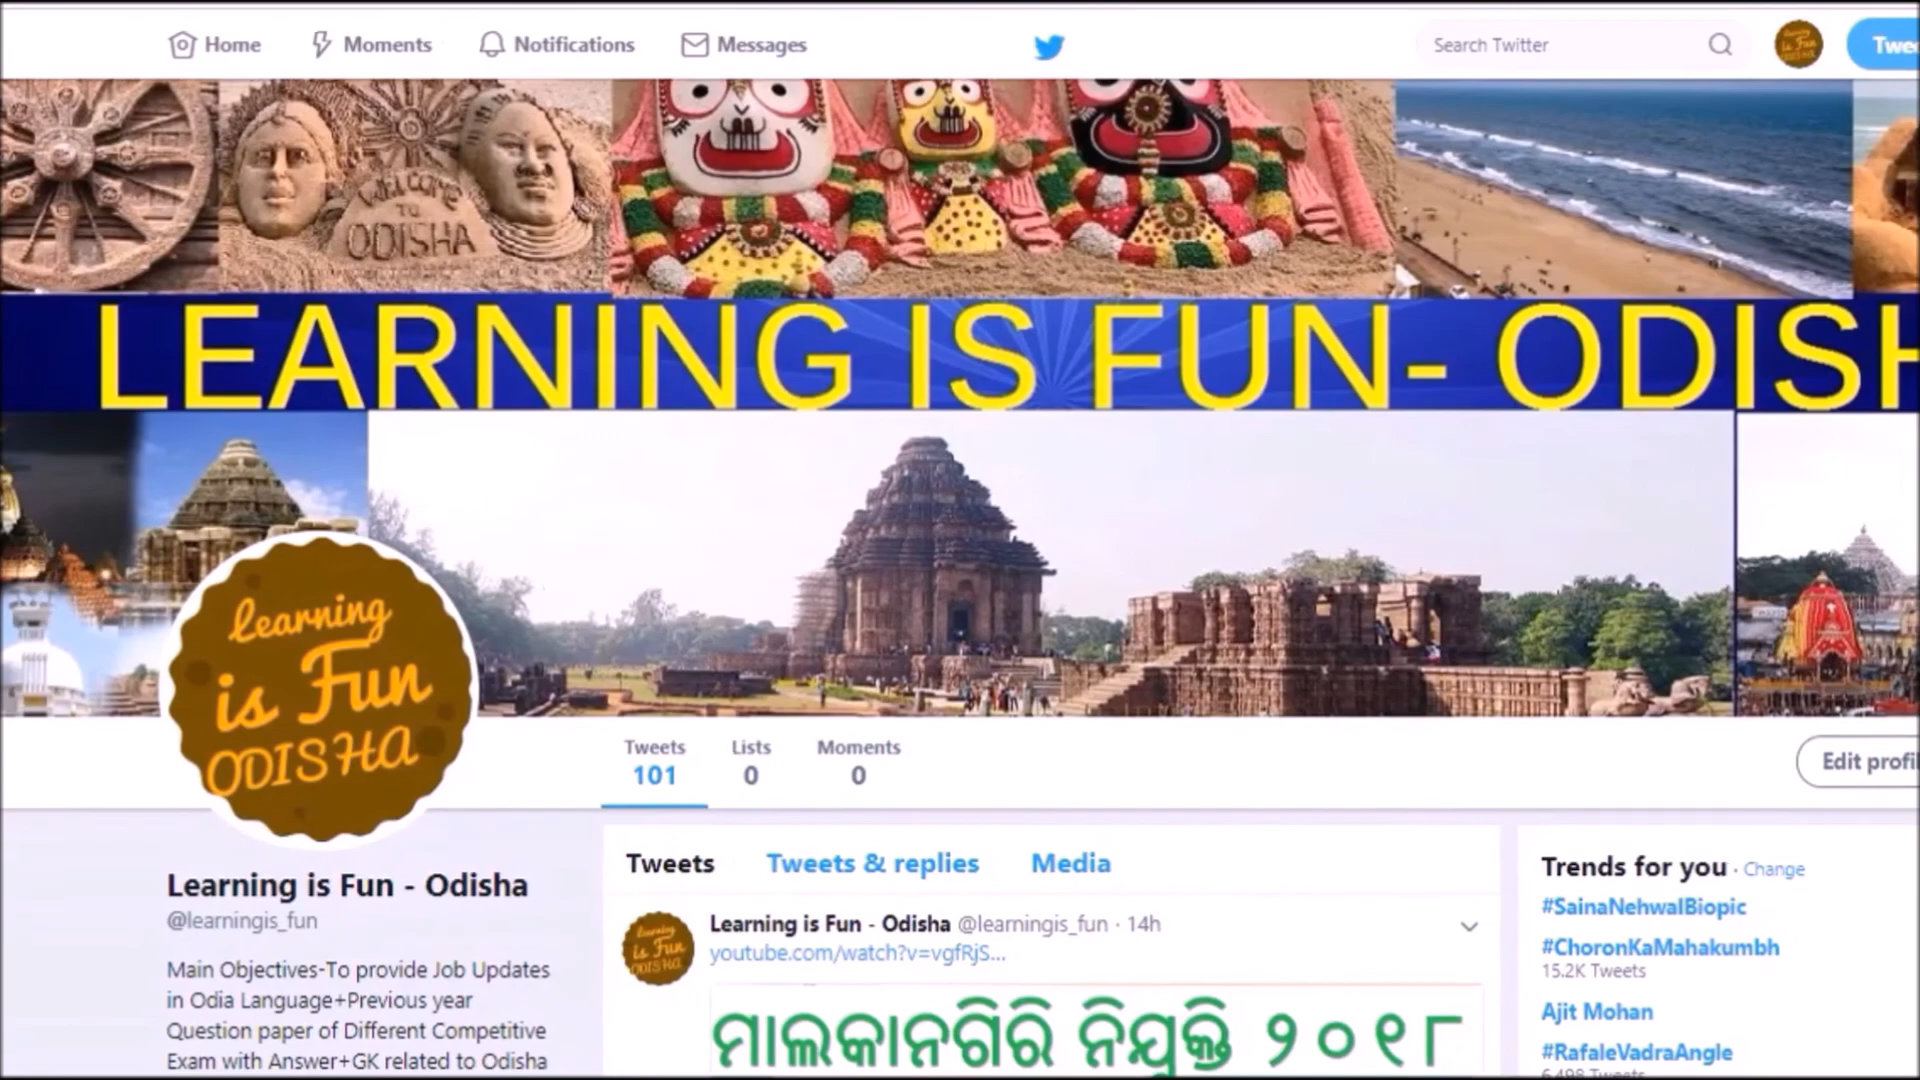 Home Moments Notifications Messages Search Twitter
WELCOME
TO
ODISHA
LEARNING IS FUN- ODISH
learning
is Fun
ODISHA
Tweets Lists Moments
101 0 0
Edit profil
Learning is Fun - Odisha
@learningis_fun
Main Objectives-To provide Job Updates
in Odia Language+Previous year
Question paper of Different Competitive
Exam with Answer+GK related to Odisha
Tweets Tweets & replies Media
Learning is Fun - Odisha @learningis_fun · 14h
youtube.com/watch?v=vgfRjS...
ମାଲକାନଗିରି ନିଯୁକ୍ତି ୨୦୧୮
Trends for you · Change
#SainaNehwalBiopic
#ChoronKaMahakumbh
15.2K Tweets
Ajit Mohan
#RafaleVadraAngle
6,498 Tweets